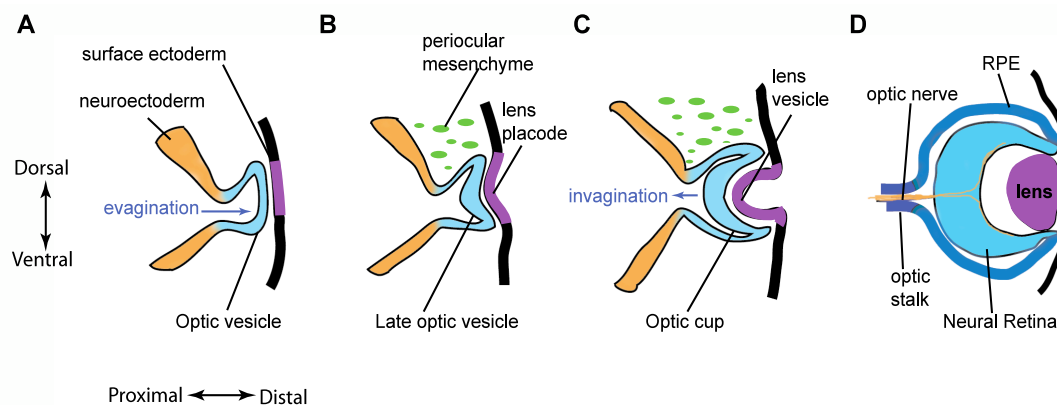 A
surface ectoderm
neuroectoderm
Dorsal
evagination
Ventral
Optic vesicle
Proximal
Distal
B
periocular
mesenchyme
lens
placode
Late optic vesicle
C
lens
vesicle
invagination
Optic cup
D
RPE
optic nerve
lens
optic
stalk
Neural Retina